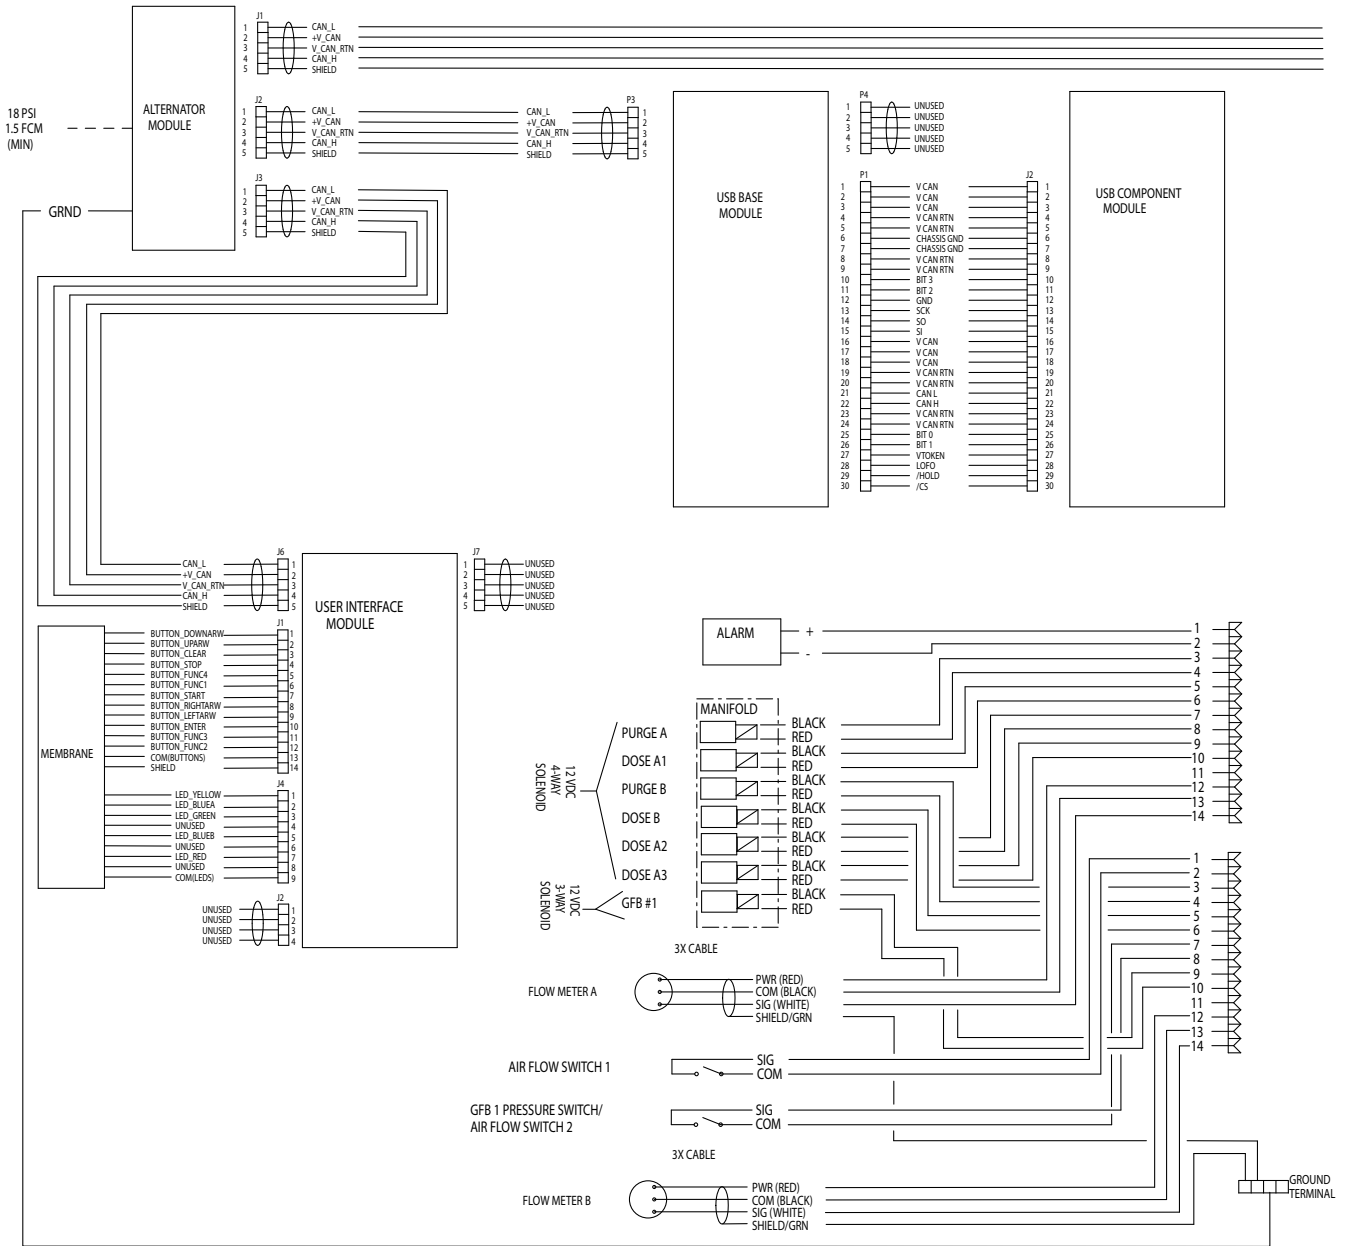 J1
1 CAN_L
2 +V_CAN
3 V_CAN_RTN
4 CAN_H
5 SHIELD
ALTERNATOR
MODULE
18 PSI
1.5 FCM
(MIN)
J2
1 CAN_L CAN_L 1
2 +V_CAN +V_CAN 2
3 V_CAN_RTN V_CAN_RTN 3
4 CAN_H CAN_H 4
5 SHIELD SHIELD 5
P3
J3
1 CAN_L
2 +V_CAN
3 V_CAN_RTN
4 CAN_H
5 SHIELD
GRND
USB BASE
MODULE
P4
1 UNUSED
2 UNUSED
3 UNUSED
4 UNUSED
5 UNUSED
USB COMPONENT
MODULE
P1 J2
1 V CAN 1
2 V CAN 2
3 V CAN 3
4 V CAN RTN 4
5 V CAN RTN 5
6 CHASSIS GND 6
7 CHASSIS GND 7
8 V CAN RTN 8
9 V CAN RTN 9
10 BIT 3 10
11 BIT 2 11
12 GND 12
13 SCK 13
14 SO 14
15 SI 15
16 V CAN 16
17 V CAN 17
18 V CAN 18
19 V CAN RTN 19
20 V CAN RTN 20
21 CAN L 21
22 CAN H 22
23 V CAN RTN 23
24 V CAN RTN 24
25 BIT 0 25
26 BIT 1 26
27 VTOKEN 27
28 LOFO 28
29 /HOLD 29
30 /CS 30
J6
CAN_L 1
+V_CAN 2
V_CAN_RTN 3
CAN_H 4
SHIELD 5
USER INTERFACE
MODULE
J7
1 UNUSED
2 UNUSED
3 UNUSED
4 UNUSED
5 UNUSED
MEMBRANE
J1
BUTTON_DOWNARW 1
BUTTON_UPARW 2
BUTTON_CLEAR 3
BUTTON_STOP 4
BUTTON_FUNC4 5
BUTTON_FUNC1 6
BUTTON_START 7
BUTTON_RIGHTARW 8
BUTTON_LEFTARW 9
BUTTON_ENTER 10
BUTTON_FUNC3 11
BUTTON_FUNC2 12
COM(BUTTONS) 13
SHIELD 14
J4
LED_YELLOW 1
LED_BLUEA 2
LED_GREEN 3
UNUSED 4
LED_BLUEB 5
UNUSED 6
LED_RED 7
UNUSED 8
COM(LEDS) 9
J2
UNUSED 1
UNUSED 2
UNUSED 3
UNUSED 4
ALARM
+
-
MANIFOLD
12 VDC
4-WAY
SOLENOID
PURGE A
BLACK
RED
DOSE A1
BLACK
RED
PURGE B
BLACK
RED
DOSE B
BLACK
RED
DOSE A2
BLACK
RED
DOSE A3
BLACK
RED
12 VDC
3-WAY
SOLENOID
GFB #1
BLACK
RED
1
2
3
4
5
6
7
8
9
10
11
12
13
14
1
2
3
4
5
6
7
8
9
10
11
12
13
14
3X CABLE
FLOW METER A
PWR (RED)
COM (BLACK)
SIG (WHITE)
SHIELD/GRN
AIR FLOW SWITCH 1
SIG
COM
GFB 1 PRESSURE SWITCH/
AIR FLOW SWITCH 2
SIG
COM
3X CABLE
FLOW METER B
PWR (RED)
COM (BLACK)
SIG (WHITE)
SHIELD/GRN
GROUND
TERMINAL